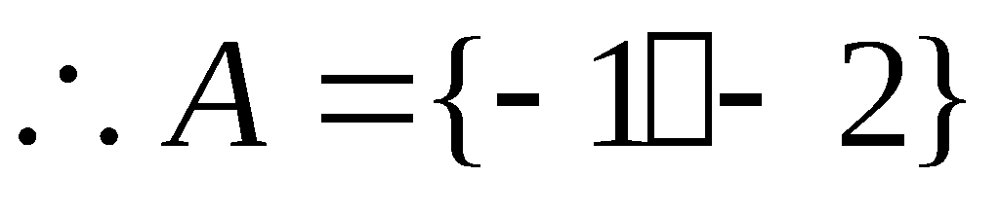 ∴ A = {- 1▯- 2}